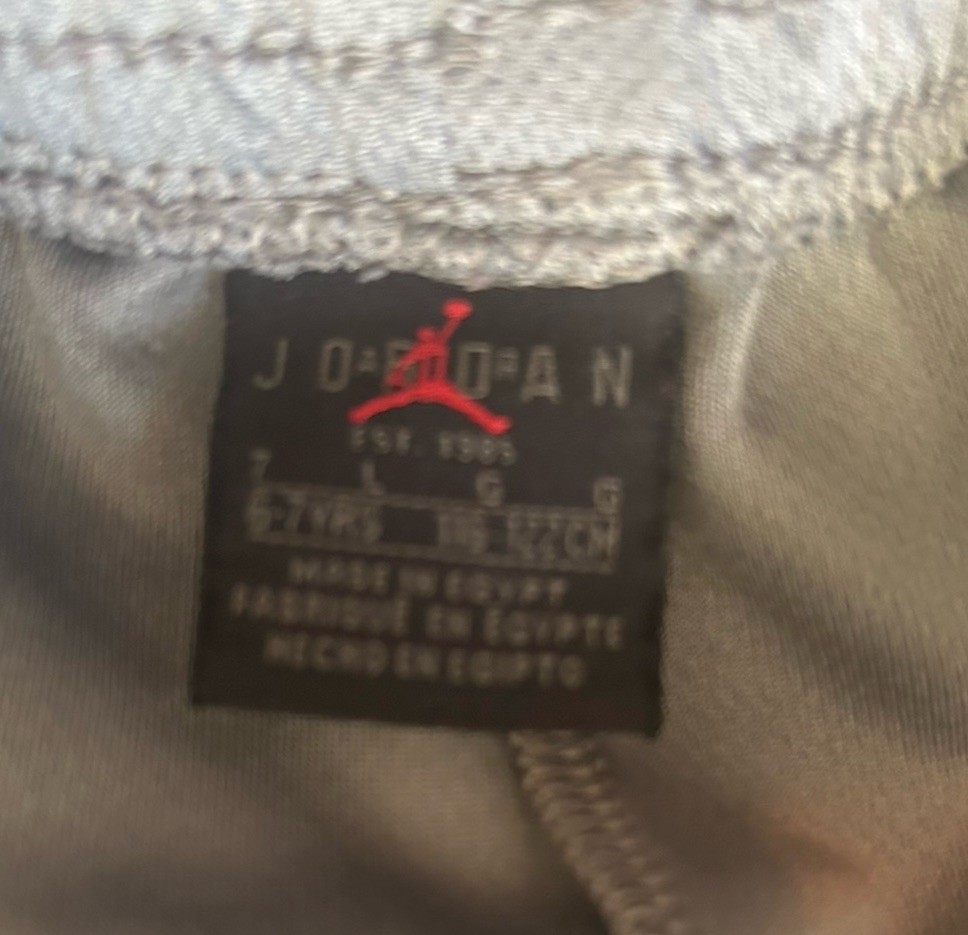 JORDAN
EST. 1985
7 L G G
6-7YRS 116-122CM
MADE IN EGYPT
FABRIQUÉ EN ÉGYPTE
HECHO EN EGIPTO